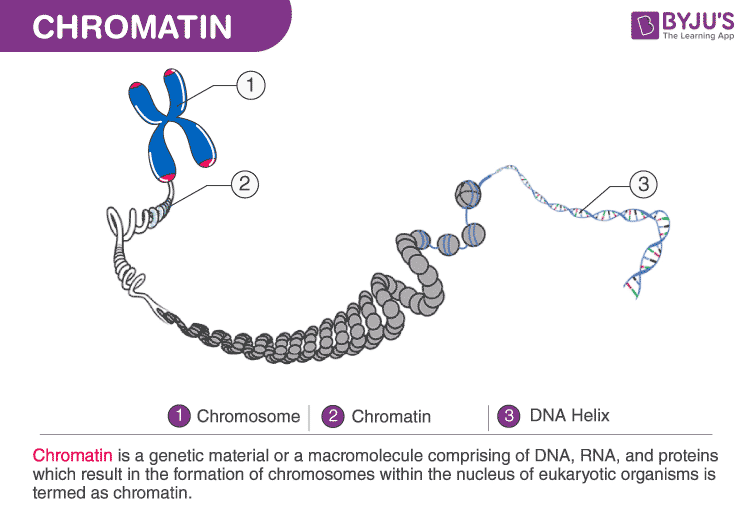 CHROMATIN
BYJU'S
The Learning App
1
2
3
1 Chromosome
2 Chromatin
3 DNA Helix
Chromatin is a genetic material or a macromolecule comprising of DNA, RNA, and proteins
which result in the formation of chromosomes within the nucleus of eukaryotic organisms is
termed as chromatin.